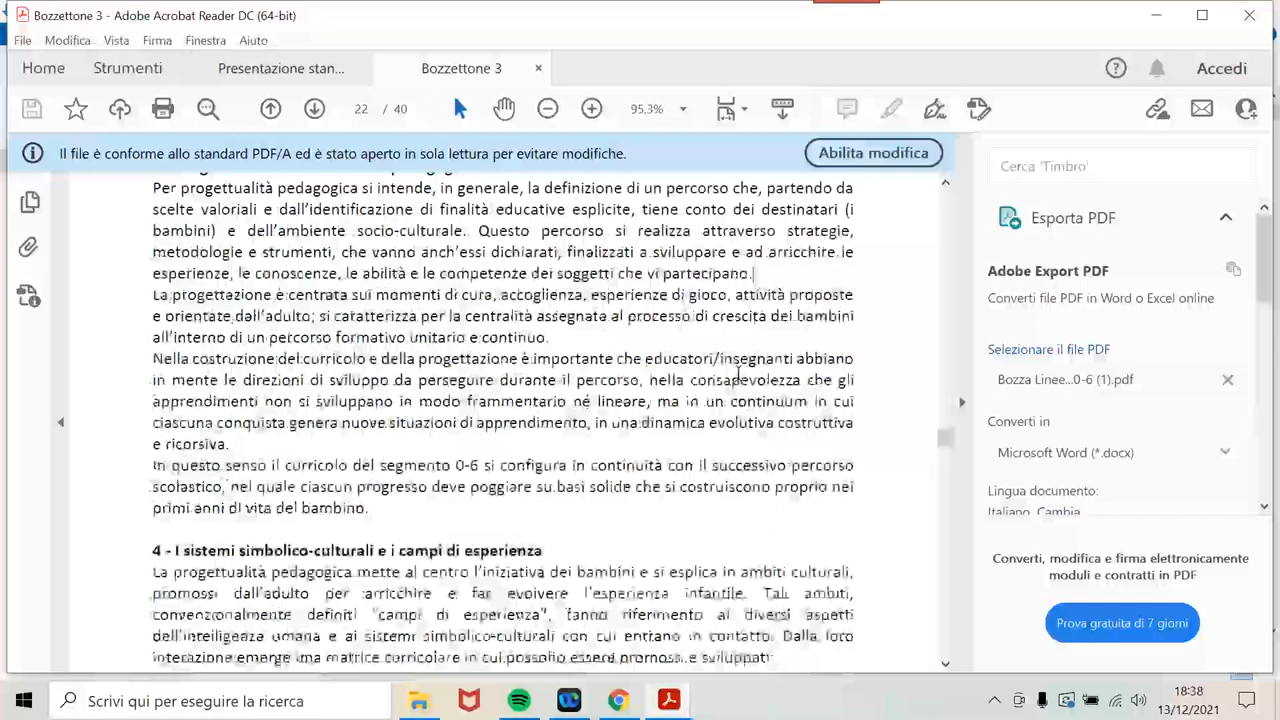 Bozzettone 3 - Adobe Acrobat Reader DC (64-bit)
File Modifica Vista Firma Finestra Aiuto
Home Strumenti Presentazione stan... Bozzettone 3 ×
22 / 40 95,3%
Accedi
Il file è conforme allo standard PDF/A ed è stato aperto in sola lettura per evitare modifiche.
Abilita modifica
Per progettualità pedagogica si intende, in generale, la definizione di un percorso che, partendo da
scelte valoriali e dall'identificazione di finalità educative esplicite, tiene conto dei destinatari (i
bambini) e dell'ambiente socio-culturale. Questo percorso si realizza attraverso strategie,
metodologie e strumenti, che vanno anch'essi dichiarati, finalizzati a sviluppare e ad arricchire le
esperienze, le conoscenze, le abilità e le competenze dei soggetti che vi partecipano.
La progettazione è centrata sui momenti di cura, accoglienza, esperienze di gioco, attività proposte
e orientate dall'adulto; si caratterizza per la centralità assegnata al processo di crescita dei bambini
all'interno di un percorso formativo unitario e continuo.
Nella costruzione del curricolo e della progettazione è importante che educatori/insegnanti abbiano
in mente le direzioni di sviluppo da perseguire durante il percorso, nella consapevolezza che gli
apprendimenti non si sviluppano in modo frammentario né lineare, ma in un continuum in cui
ciascuna conquista genera nuove situazioni di apprendimento, in una dinamica evolutiva costruttiva
e ricorsiva.
In questo senso il curricolo del segmento 0-6 si configura in continuità con il successivo percorso
scolastico, nel quale ciascun progresso deve poggiare su basi solide che si costruiscono proprio nei
primi anni di vita del bambino.
4 - I sistemi simbolico-culturali e i campi di esperienza
La progettualità pedagogica mette al centro l'iniziativa dei bambini e si esplica in ambiti culturali,
promossi dall'adulto per arricchire e far evolvere l'esperienza infantile. Tali ambiti,
convenzionalmente definiti "campi di esperienza", fanno riferimento ai diversi aspetti
dell'intelligenza umana e ai sistemi simbolico-culturali con cui entrano in contatto. Dalla loro
interazione emerge una matrice curricolare in cui possono essere promossi e sviluppati
Cerca 'Timbro'
Esporta PDF
Adobe Export PDF
Converti file PDF in Word o Excel online
Selezionare il file PDF
Bozza Linee...0-6 (1).pdf
Converti in
Microsoft Word (*.docx)
Lingua documento:
Italiano Cambia
Converti, modifica e firma elettronicamente
moduli e contratti in PDF
Prova gratuita di 7 giorni
Scrivi qui per eseguire la ricerca
18:38
13/12/2021